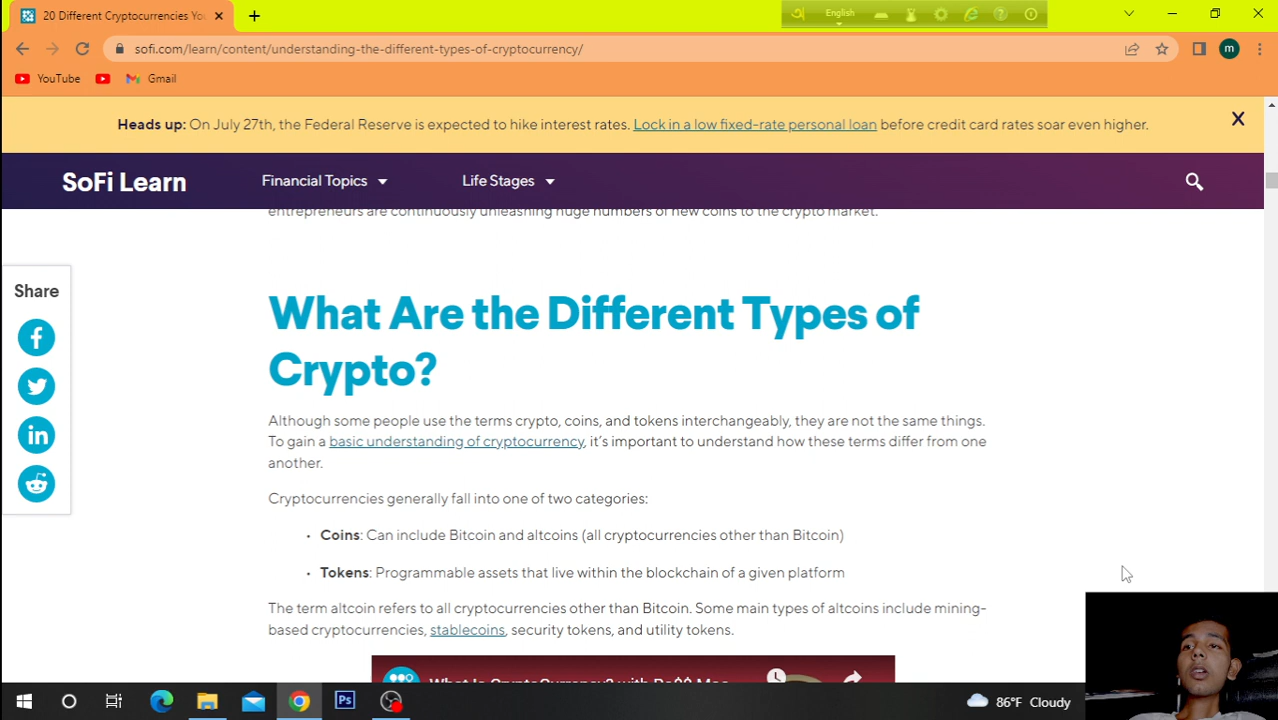 20 Different Cryptocurrencies Yo
অ English
sofi.com/learn/content/understanding-the-different-types-of-cryptocurrency/
m
YouTube
Gmail
Heads up: On July 27th, the Federal Reserve is expected to hike interest rates. Lock in a low fixed-rate personal loan before credit card rates soar even higher.
SoFi Learn Financial Topics Life Stages
entrepreneurs are continuously unleashing huge numbers of new coins to the crypto market.
Share
What Are the Different Types of
Crypto?
Although some people use the terms crypto, coins, and tokens interchangeably, they are not the same things.
To gain a basic understanding of cryptocurrency, it's important to understand how these terms differ from one
another.
Cryptocurrencies generally fall into one of two categories:
• Coins: Can include Bitcoin and altcoins (all cryptocurrencies other than Bitcoin)
• Tokens: Programmable assets that live within the blockchain of a given platform
The term altcoin refers to all cryptocurrencies other than Bitcoin. Some main types of altcoins include mining-
based cryptocurrencies, stablecoins, security tokens, and utility tokens.
What Is CryptoCurrency? with
Ps
86°F Cloudy